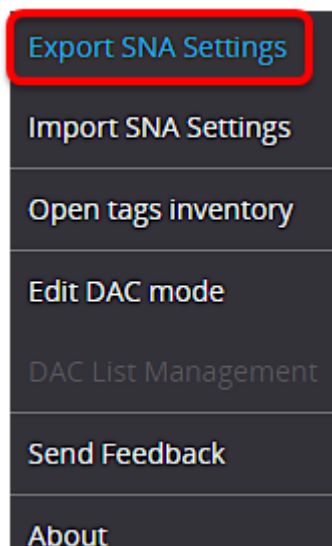 Export SNA Settings
Import SNA Settings
Open tags inventory
Edit DAC mode
DAC List Management
Send Feedback
About